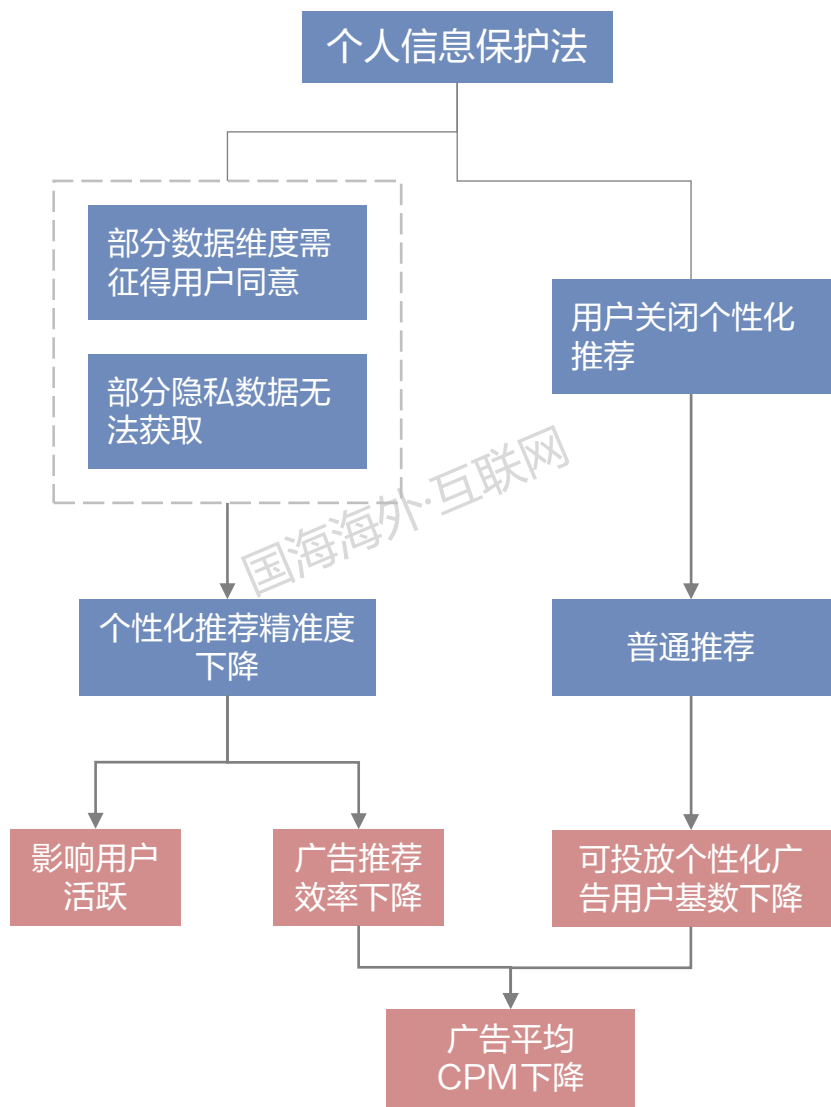 个人信息保护法
部分数据维度需
征得用户同意
部分隐私数据无
法获取
用户关闭个性化
推荐
国海海外·互联网
个性化推荐精准度
下降
普通推荐
影响用户
活跃
广告推荐
效率下降
可投放个性化广
告用户基数下降
广告平均
CPM下降